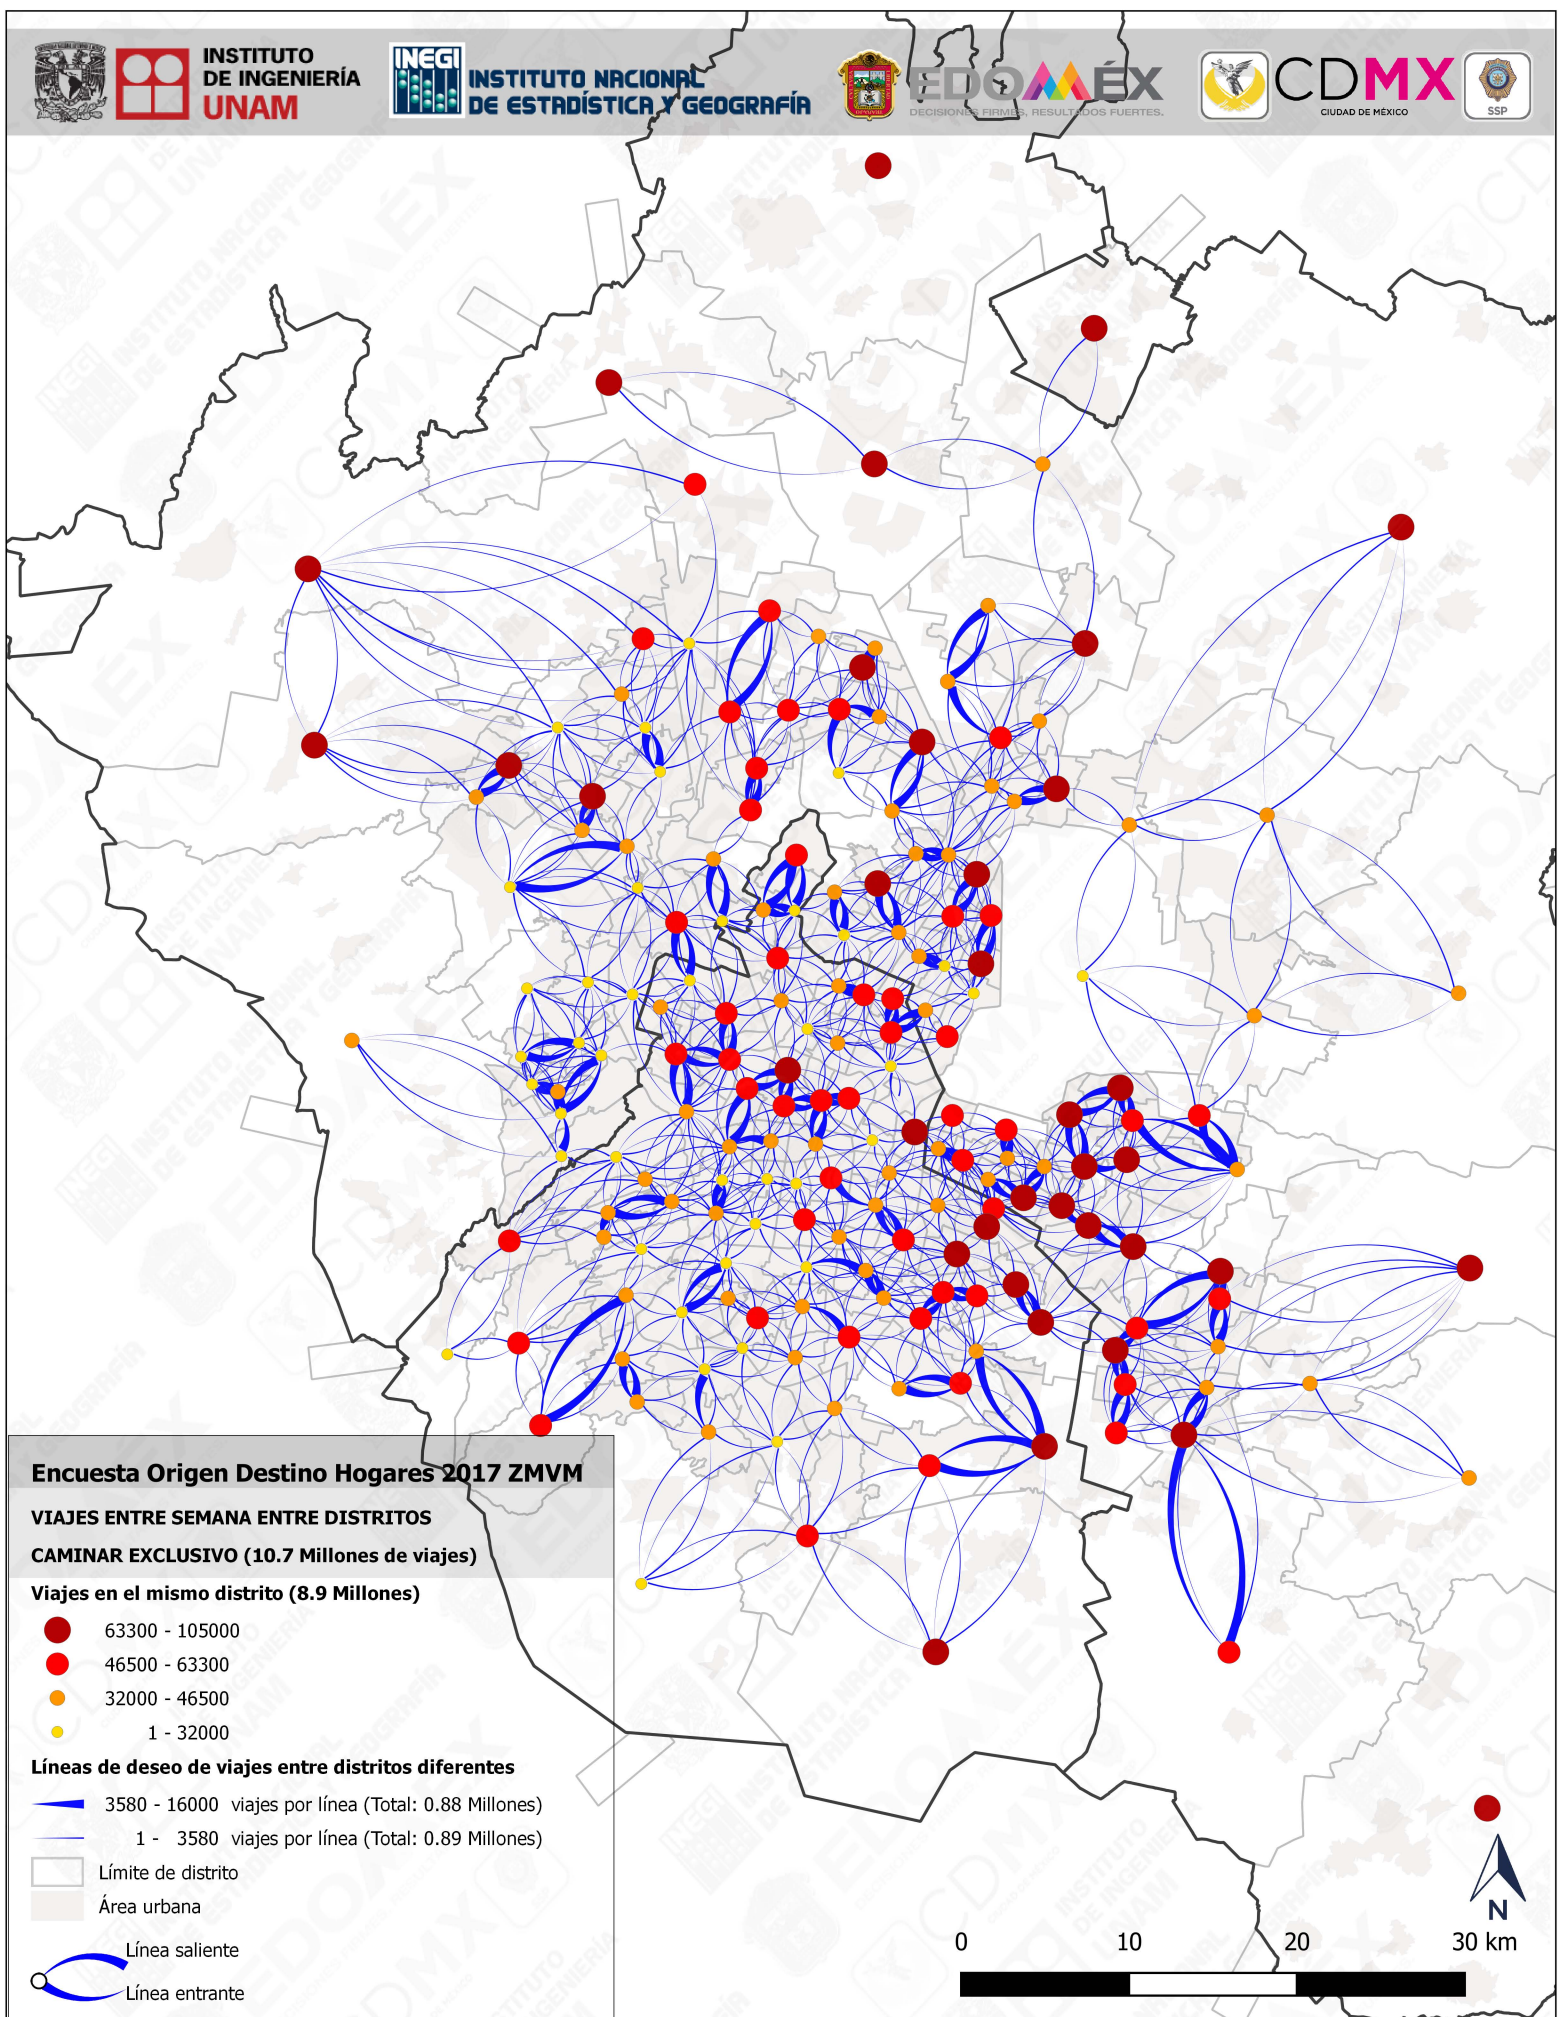 INSTITUTO
DE INGENIERÍA
UNAM
INEGI
INSTITUTO NACIONAL
DE ESTADÍSTICA Y GEOGRAFÍA
EDOMÉX
DECISIONES FIRMES, RESULTADOS FUERTES.
CDMX
CIUDAD DE MÉXICO
SSP
Encuesta Origen Destino Hogares 2017 ZMVM
VIAJES ENTRE SEMANA ENTRE DISTRITOS
CAMINAR EXCLUSIVO (10.7 Millones de viajes)
Viajes en el mismo distrito (8.9 Millones)
63300 - 105000
46500 - 63300
32000 - 46500
1 - 32000
Líneas de deseo de viajes entre distritos diferentes
3580 - 16000 viajes por línea (Total: 0.88 Millones)
1 - 3580 viajes por línea (Total: 0.89 Millones)
Límite de distrito
Área urbana
Línea saliente
Línea entrante
N
0 10 20 30 km